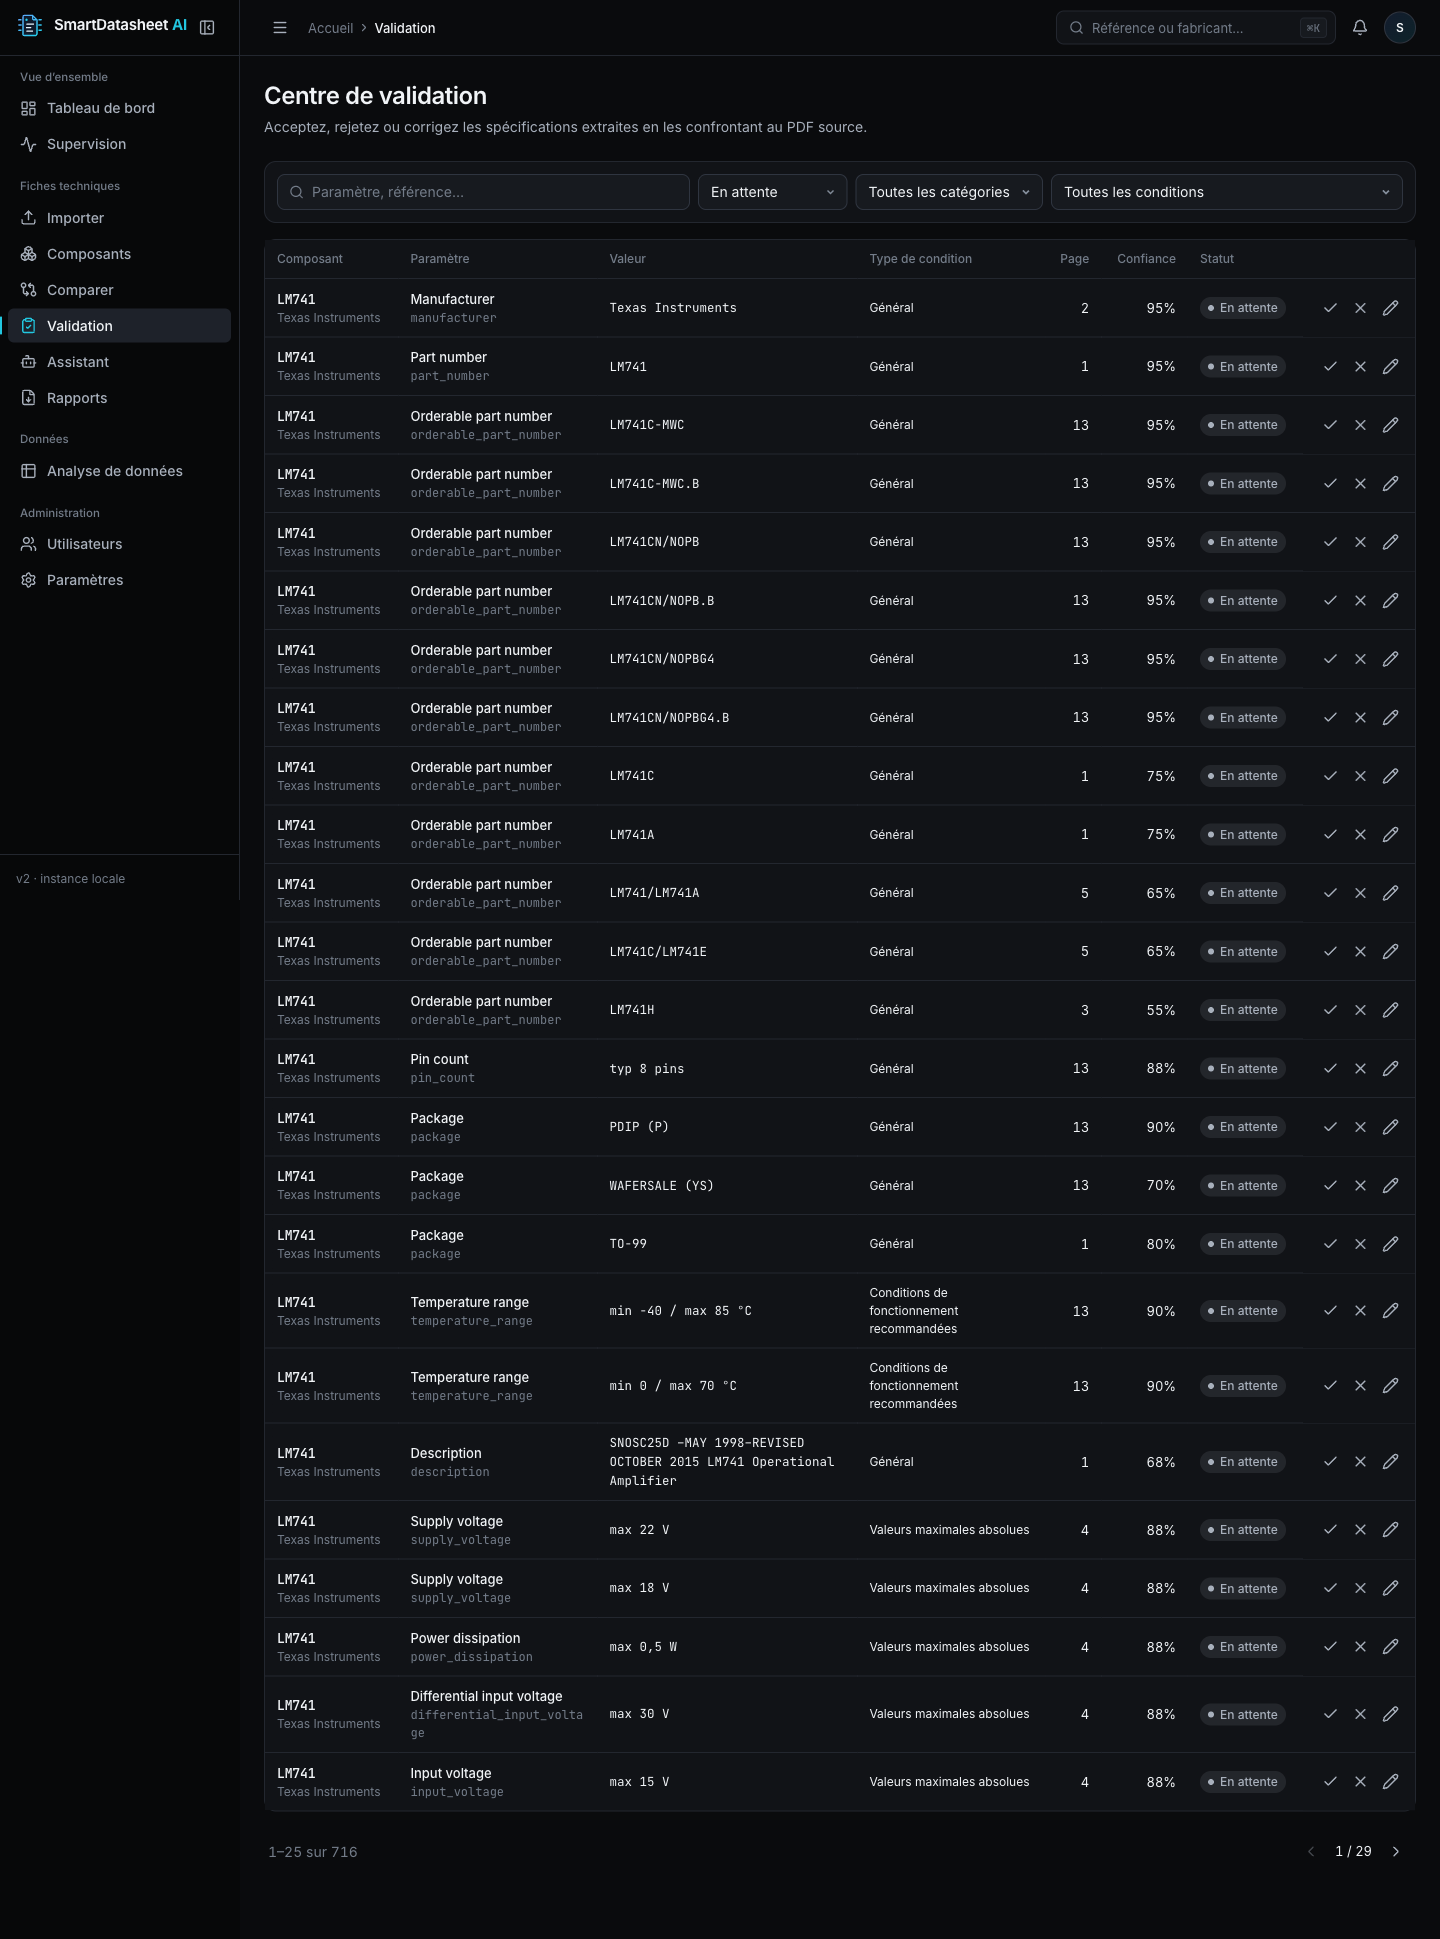 SmartDatasheet AI
Accueil > Validation
Référence ou fabricant...
⌘K
S
Vue d'ensemble
Tableau de bord
Supervision
Fiches techniques
Importer
Composants
Comparer
Validation
Assistant
Rapports
Données
Analyse de données
Administration
Utilisateurs
Paramètres
v2 · instance locale
Centre de validation
Acceptez, rejetez ou corrigez les spécifications extraites en les confrontant au PDF source.
Paramètre, référence...
En attente
Toutes les catégories
Toutes les conditions
Composant Paramètre Valeur Type de condition Page Confiance Statut
LM741 Manufacturer
Texas Instruments manufacturer
Texas Instruments Général 2 95% En attente
LM741 Part number
Texas Instruments part_number
LM741 Général 1 95% En attente
LM741 Orderable part number
Texas Instruments orderable_part_number
LM741C-MWC Général 13 95% En attente
LM741 Orderable part number
Texas Instruments orderable_part_number
LM741C-MWC.B Général 13 95% En attente
LM741 Orderable part number
Texas Instruments orderable_part_number
LM741CN/NOPB Général 13 95% En attente
LM741 Orderable part number
Texas Instruments orderable_part_number
LM741CN/NOPB.B Général 13 95% En attente
LM741 Orderable part number
Texas Instruments orderable_part_number
LM741CN/NOPBG4 Général 13 95% En attente
LM741 Orderable part number
Texas Instruments orderable_part_number
LM741CN/NOPBG4.B Général 13 95% En attente
LM741 Orderable part number
Texas Instruments orderable_part_number
LM741C Général 1 75% En attente
LM741 Orderable part number
Texas Instruments orderable_part_number
LM741A Général 1 75% En attente
LM741 Orderable part number
Texas Instruments orderable_part_number
LM741/LM741A Général 5 65% En attente
LM741 Orderable part number
Texas Instruments orderable_part_number
LM741C/LM741E Général 5 65% En attente
LM741 Orderable part number
Texas Instruments orderable_part_number
LM741H Général 3 55% En attente
LM741 Pin count
Texas Instruments pin_count
typ 8 pins Général 13 88% En attente
LM741 Package
Texas Instruments package
PDIP (P) Général 13 90% En attente
LM741 Package
Texas Instruments package
WAFERSALE (YS) Général 13 70% En attente
LM741 Package
Texas Instruments package
TO-99 Général 1 80% En attente
LM741 Temperature range
Texas Instruments temperature_range
min -40 / max 85 °C
Conditions de
fonctionnement
recommandées
13 90% En attente
LM741 Temperature range
Texas Instruments temperature_range
min 0 / max 70 °C
Conditions de
fonctionnement
recommandées
13 90% En attente
LM741 Description
Texas Instruments description
SNOSC25D –MAY 1998–REVISED
OCTOBER 2015 LM741 Operational
Amplifier
Général 1 68% En attente
LM741 Supply voltage
Texas Instruments supply_voltage
max 22 V Valeurs maximales absolues 4 88% En attente
LM741 Supply voltage
Texas Instruments supply_voltage
max 18 V Valeurs maximales absolues 4 88% En attente
LM741 Power dissipation
Texas Instruments power_dissipation
max 0,5 W Valeurs maximales absolues 4 88% En attente
LM741 Differential input voltage
Texas Instruments differential_input_volta
ge
max 30 V Valeurs maximales absolues 4 88% En attente
LM741 Input voltage
Texas Instruments input_voltage
max 15 V Valeurs maximales absolues 4 88% En attente
1–25 sur 716
1 / 29